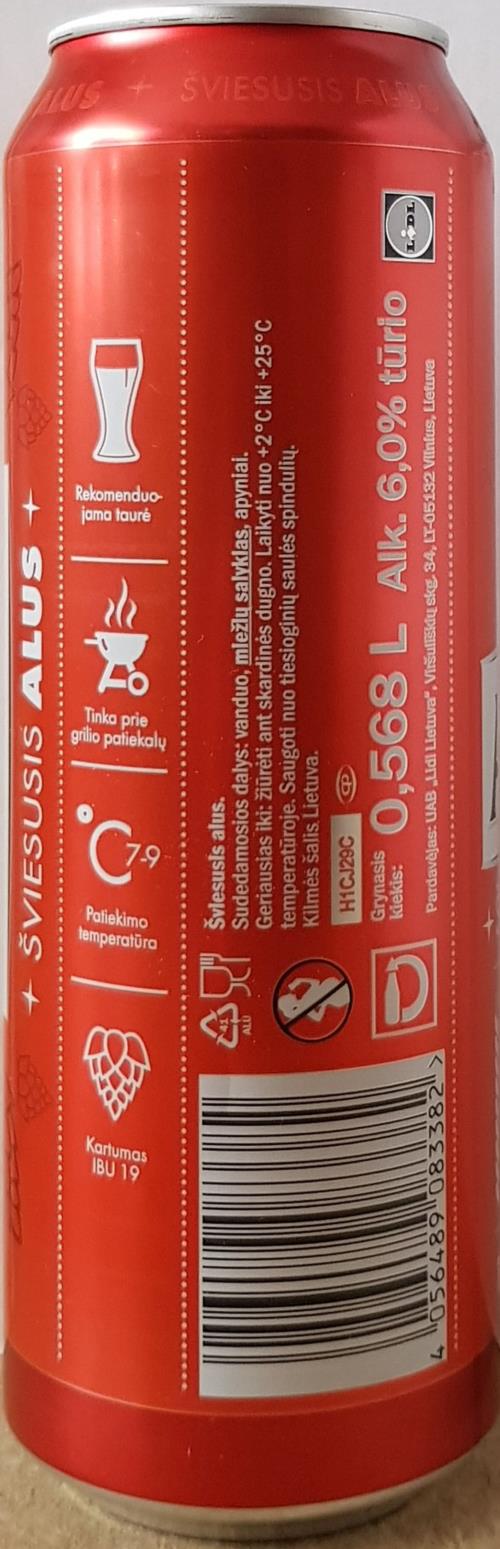 ŠVIESUSIS ALUS
ALUS + ŠVIESUSIS ALUS
Rekomenduo-
jama taurė
Tinka prie
grilio patiekalų
°C 7-9
Patiekimo
temperatūra
Kartumas
IBU 19
Šviesusis alus.
Sudedamosios dalys: vanduo, miežių salyklas, apyniai.
Geriausias iki: žiūrėti ant skardinės dugno. Laikyti nuo +2°C iki +25°C
temperatūroje. Saugoti nuo tiesioginių saulės spindulių.
Kilmės šalis Lietuva.
H1CJ29C
Grynasis
kiekis:
0,568 L Alk. 6,0% tūrio
Pardavėjas: UAB „Lidl Lietuva", Viršuliškių skg. 34, LT-05132 Vilnius, Lietuva
LIDL
41
ALU
4 056489 083382 >